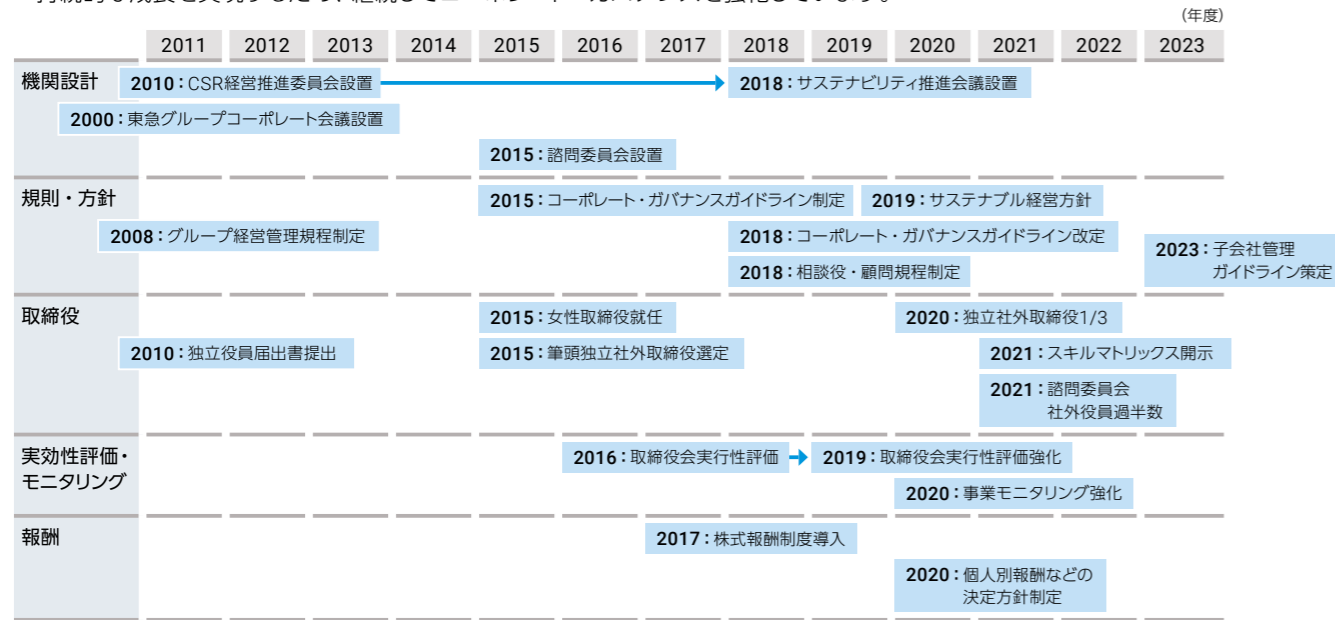 (年度)
2011 2012 2013 2014 2015 2016 2017 2018 2019 2020 2021 2022 2023
機関設計
2010：CSR経営推進委員会設置
2018：サステナビリティ推進会議設置
2000：東急グループコーポレート会議設置
2015：諮問委員会設置
規則・方針
2015：コーポレート・ガバナンスガイドライン制定
2019：サステナブル経営方針
2008：グループ経営管理規程制定
2018：コーポレート・ガバナンスガイドライン改定
2023：子会社管理
ガイドライン策定
2018：相談役・顧問規程制定
取締役
2015：女性取締役就任
2020：独立社外取締役1/3
2010：独立役員届出書提出
2015：筆頭独立社外取締役選定
2021：スキルマトリックス開示
2021：諮問委員会
社外役員過半数
実効性評価・
モニタリング
2016：取締役会実行性評価
2019：取締役会実行性評価強化
2020：事業モニタリング強化
報酬
2017：株式報酬制度導入
2020：個人別報酬などの
決定方針制定